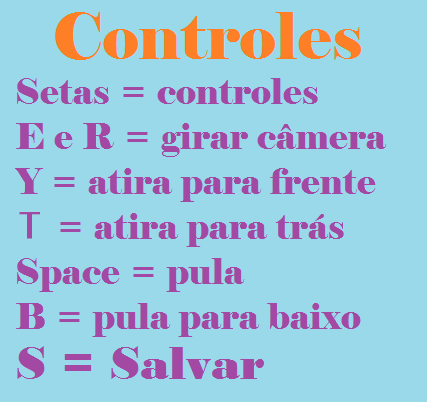 Controles
Setas = controles
E e R = girar câmera
Y = atira para frente
T = atira para trás
Space = pula
B = pula para baixo
S = Salvar